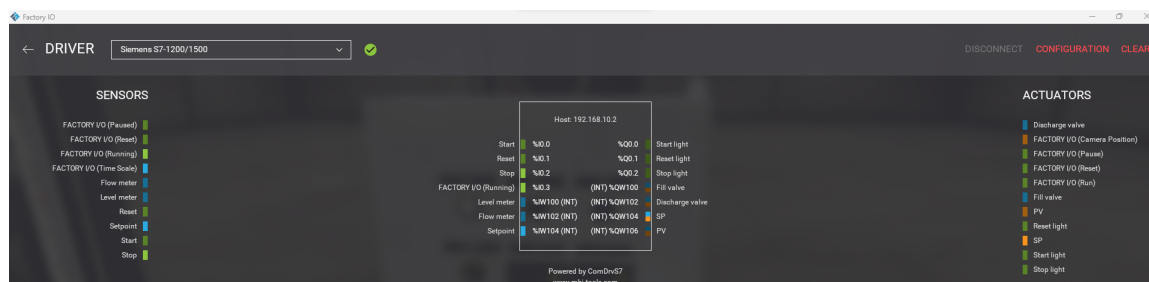 Factory IO
← DRIVER Siemens S7-1200/1500 DISCONNECT CONFIGURATION CLEAR
SENSORS
FACTORY I/O (Paused)
FACTORY I/O (Reset)
FACTORY I/O (Running)
FACTORY I/O (Time Scale)
Flow meter
Level meter
Reset
Setpoint
Start
Stop
Host: 192.168.10.2
Start %I0.0 %Q0.0 Start light
Reset %I0.1 %Q0.1 Reset light
Stop %I0.2 %Q0.2 Stop light
FACTORY I/O (Running) %I0.3 (INT) %QW100 Fill valve
Level meter %IW100 (INT) (INT) %QW102 Discharge valve
Flow meter %IW102 (INT) (INT) %QW104 SP
Setpoint %IW104 (INT) (INT) %QW106 PV
Powered by ComDrvS7
ACTUATORS
Discharge valve
FACTORY I/O (Camera Position)
FACTORY I/O (Pause)
FACTORY I/O (Reset)
FACTORY I/O (Run)
Fill valve
PV
Reset light
SP
Start light
Stop light